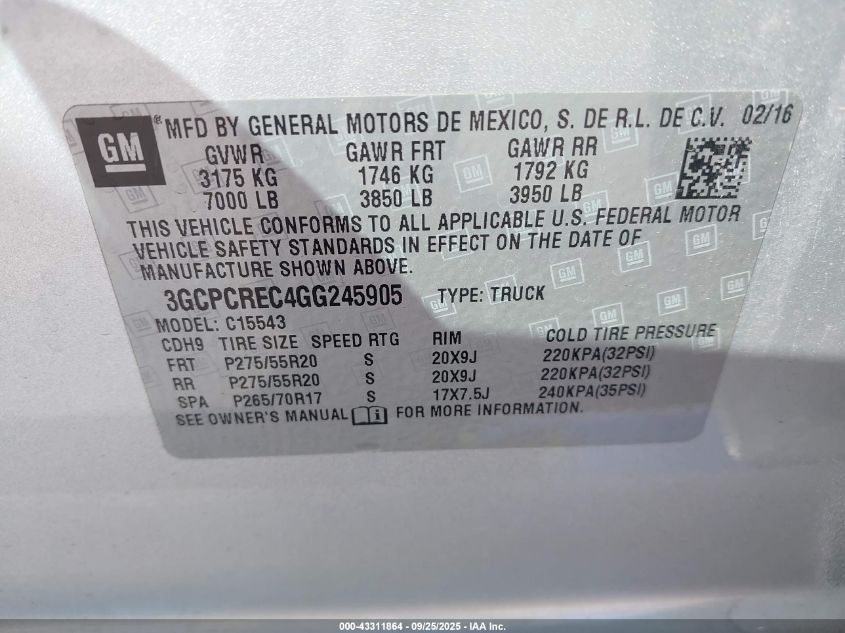 GM ® MFD BY GENERAL MOTORS DE MEXICO, S. DE R.L. DE C.V. 02/16
GVWR GAWR FRT GAWR RR
3175 KG 1746 KG 1792 KG
7000 LB 3850 LB 3950 LB
THIS VEHICLE CONFORMS TO ALL APPLICABLE U.S. FEDERAL MOTOR
VEHICLE SAFETY STANDARDS IN EFFECT ON THE DATE OF
MANUFACTURE SHOWN ABOVE.
3GCPCREC4GG245905 TYPE: TRUCK
MODEL: C15543
CDH9 TIRE SIZE SPEED RTG RIM COLD TIRE PRESSURE
FRT P275/55R20 S 20X9J 220KPA(32PSI)
RR P275/55R20 S 20X9J 220KPA(32PSI)
SPA P265/70R17 S 17X7.5J 240KPA(35PSI)
SEE OWNER'S MANUAL i FOR MORE INFORMATION.
000-43311864 - 09/25/2025 - IAA Inc.